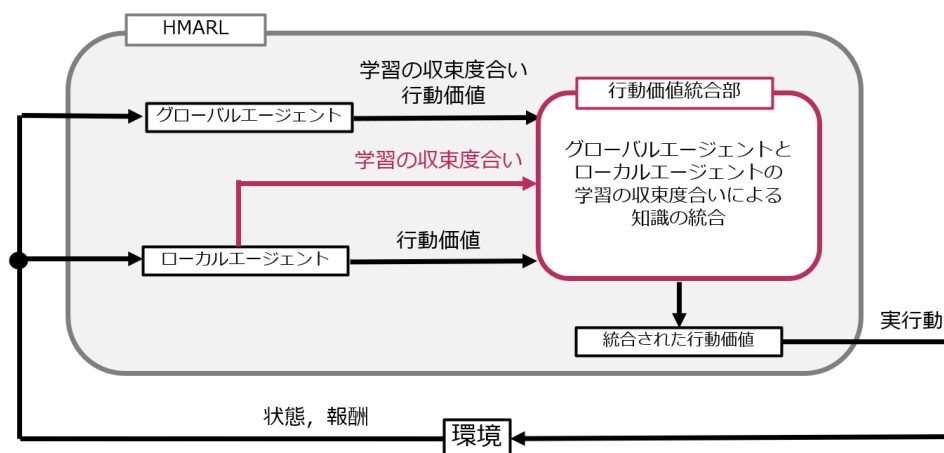 HMARL
学習の収束度合い
行動価値
グローバルエージェント
行動価値統合部
グローバルエージェントと
ローカルエージェントの
学習の収束度合いによる
知識の統合
学習の収束度合い
行動価値
ローカルエージェント
統合された行動価値
実行動
状態，報酬
環境